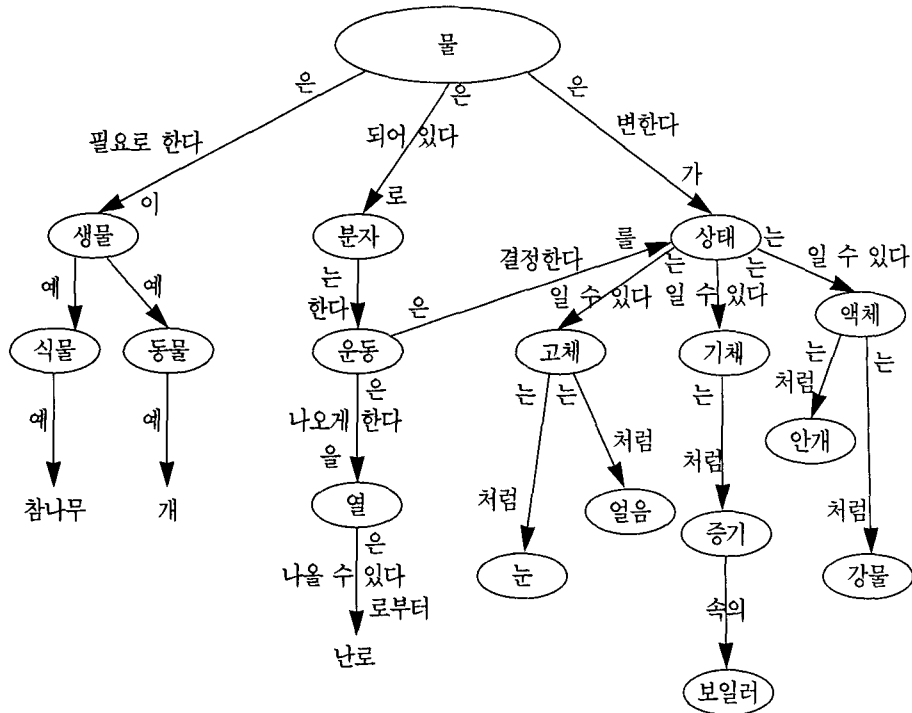 물
은 은 은
필요로 한다 되어 있다 변한다
이 로 가
생물 분자 상태
예 예 는 한다 은 결정한다 를 는 는 는
일 수 있다 일 수 있다 일 수 있다
식물 동물 운동 고체 기체 액체
예 예 은 는 는 는 는 는
나오게 한다 처럼
을 안개
참나무 개 열 처럼 처럼 처럼 처럼
은 얼음 증기
나올 수 있다 눈 강물
로부터 속의
난로
보일러